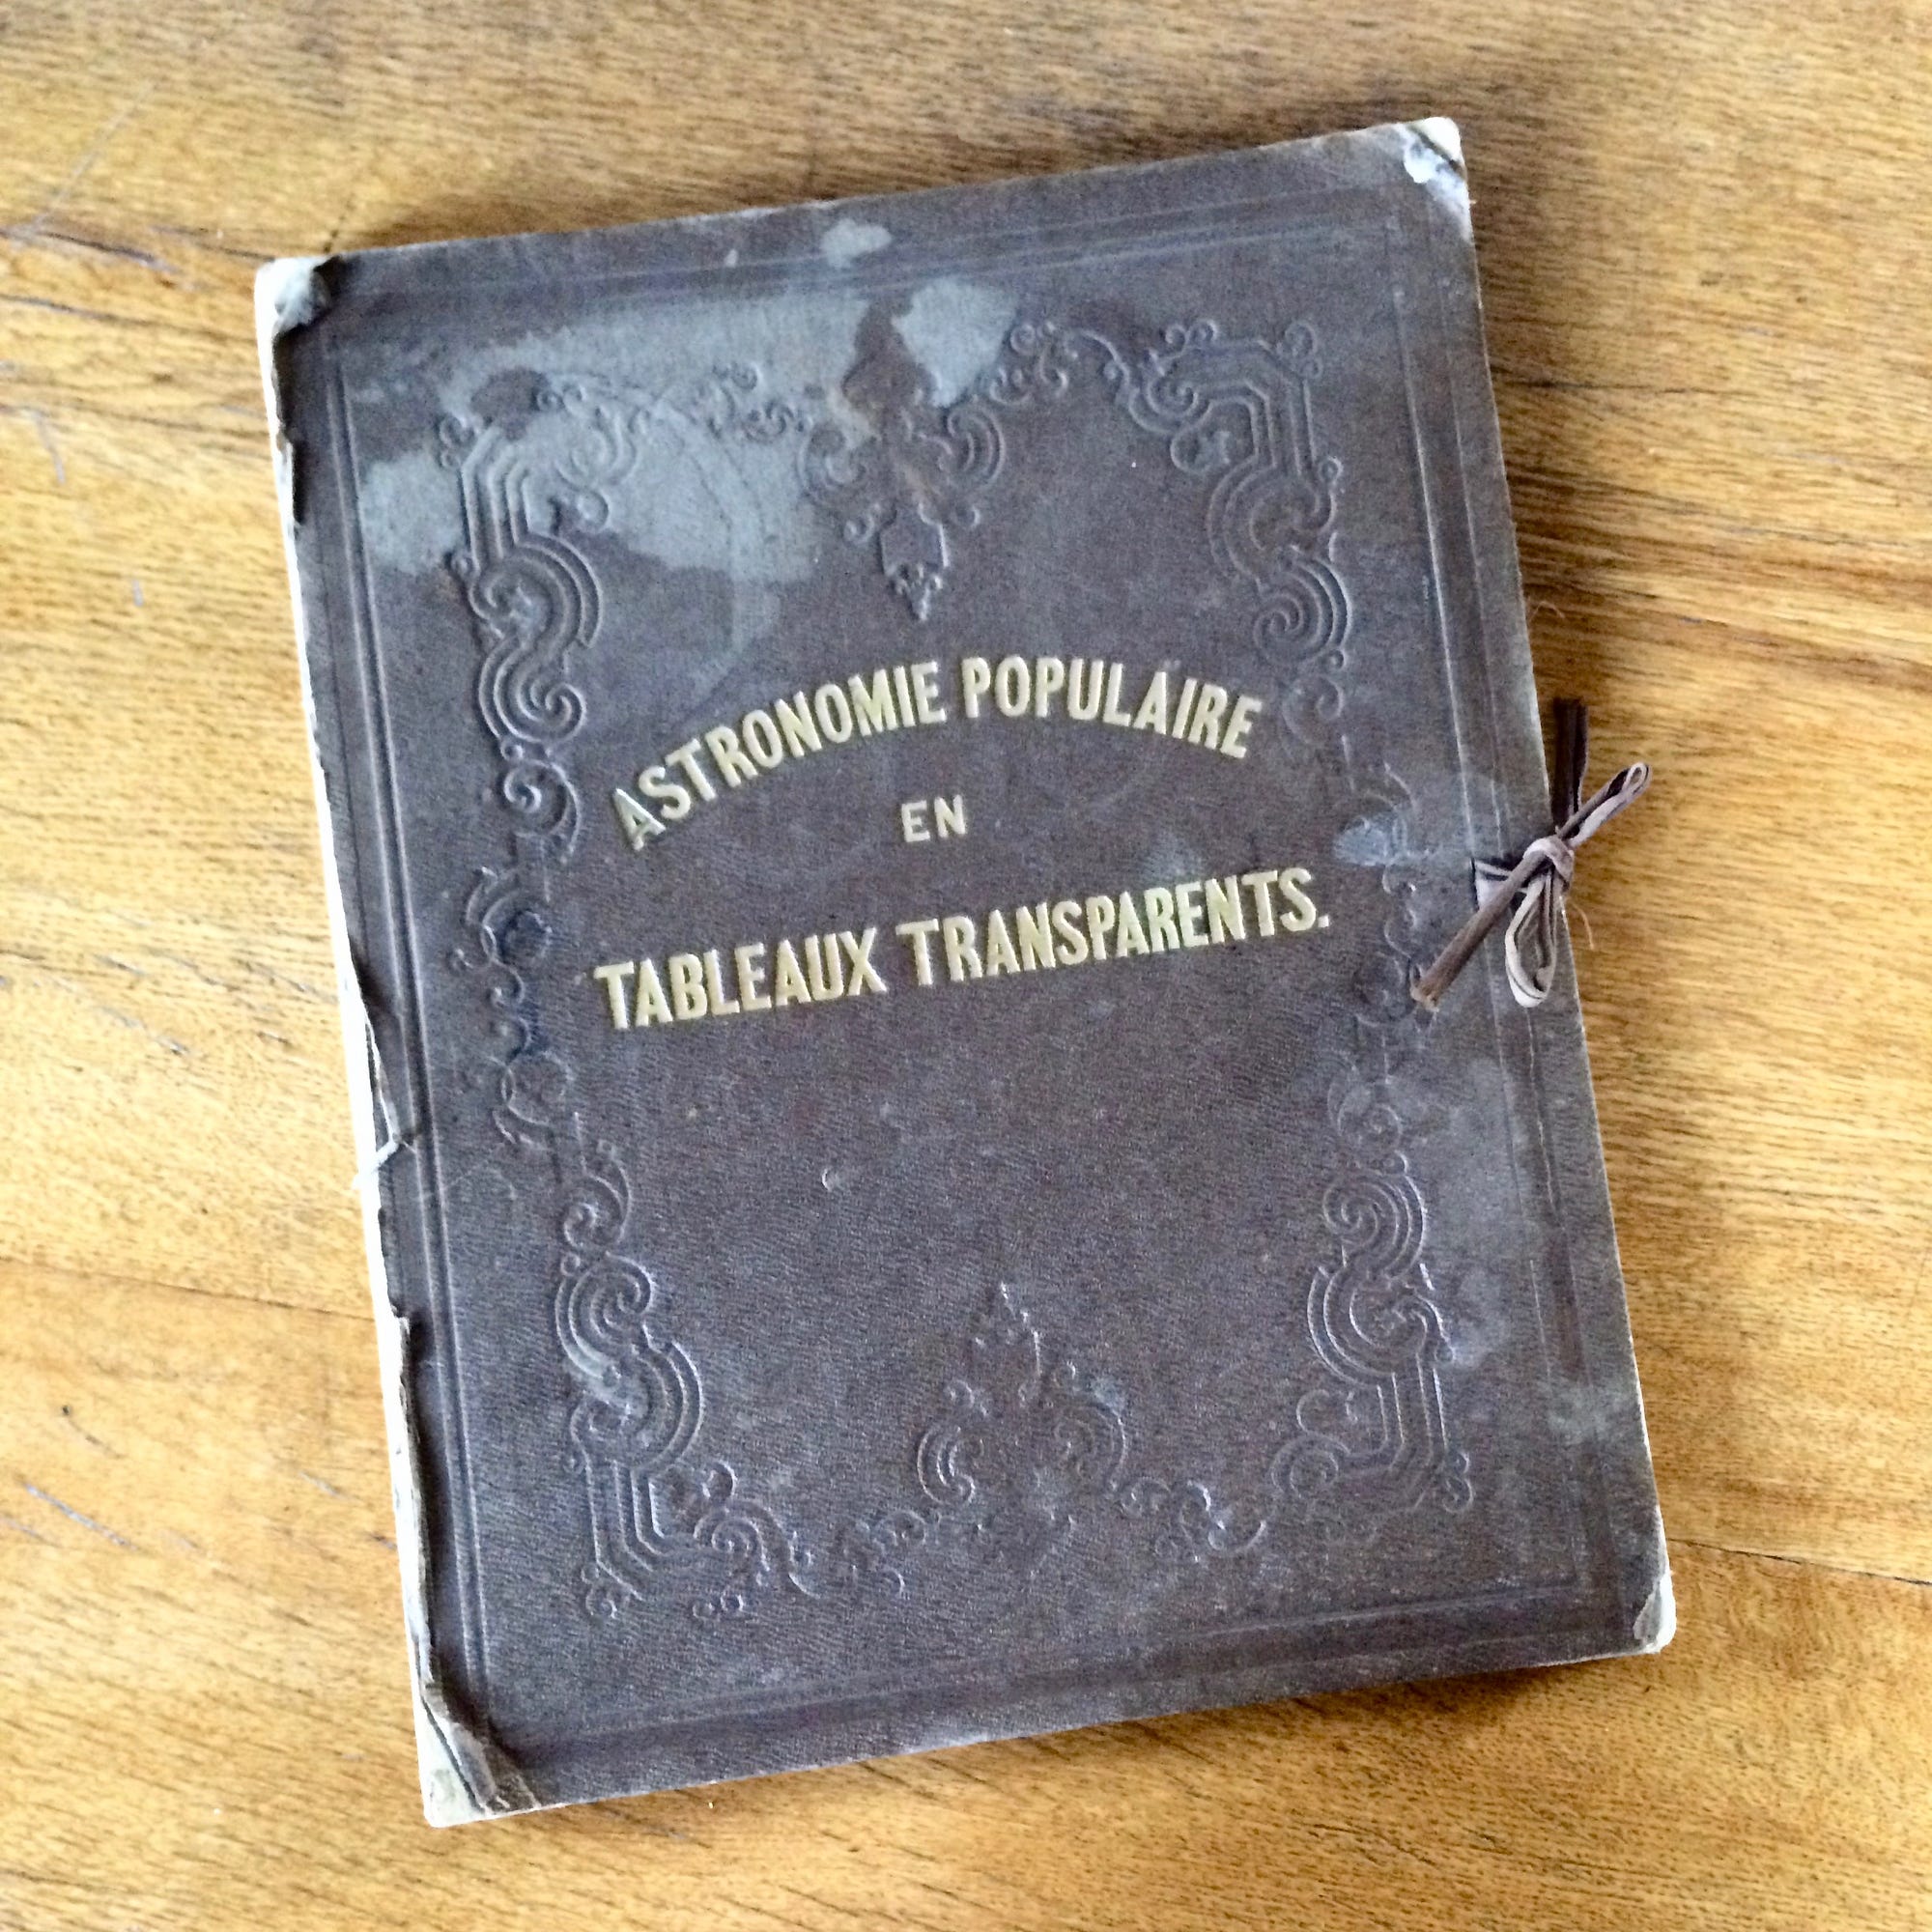 ASTRONOMIE POPULAIRE
EN
TABLEAUX TRANSPARENTS.